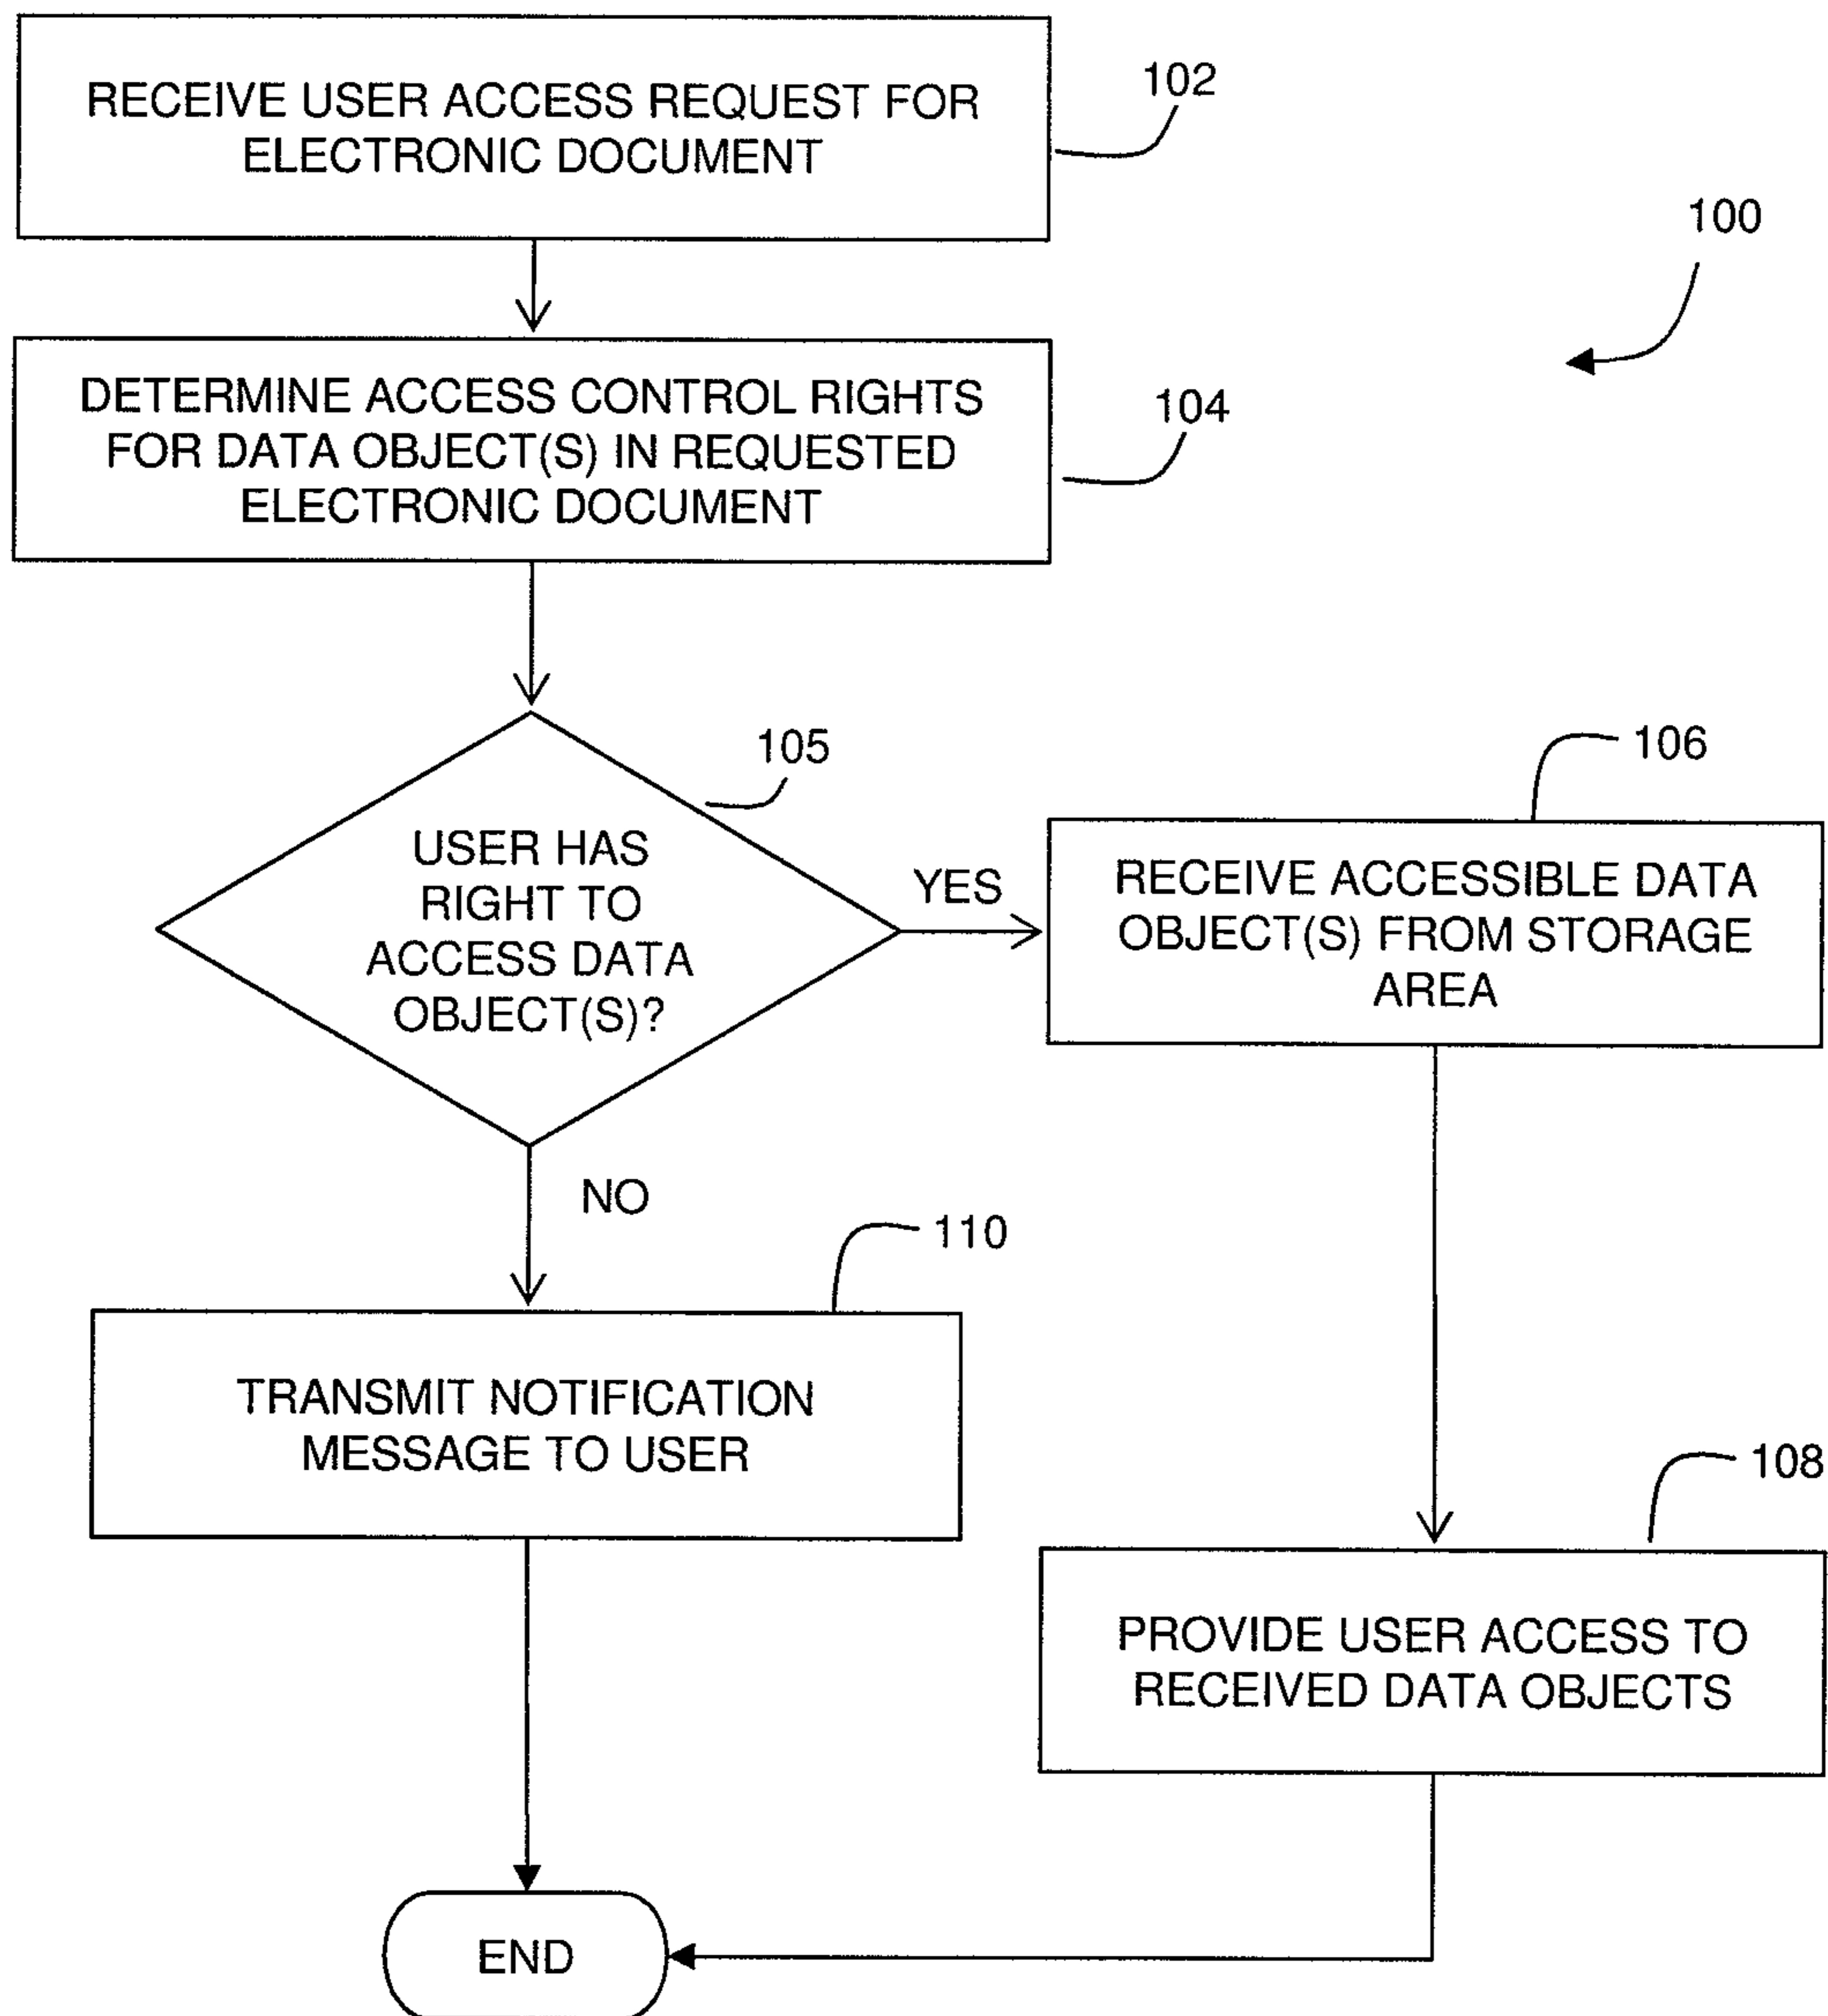 RECEIVE USER ACCESS REQUEST FOR
ELECTRONIC DOCUMENT
102
100
DETERMINE ACCESS CONTROL RIGHTS
FOR DATA OBJECT(S) IN REQUESTED
ELECTRONIC DOCUMENT
104
105
USER HAS
RIGHT TO
ACCESS DATA
OBJECT(S)?
YES
106
RECEIVE ACCESSIBLE DATA
OBJECT(S) FROM STORAGE
AREA
NO
110
TRANSMIT NOTIFICATION
MESSAGE TO USER
108
PROVIDE USER ACCESS TO
RECEIVED DATA OBJECTS
END